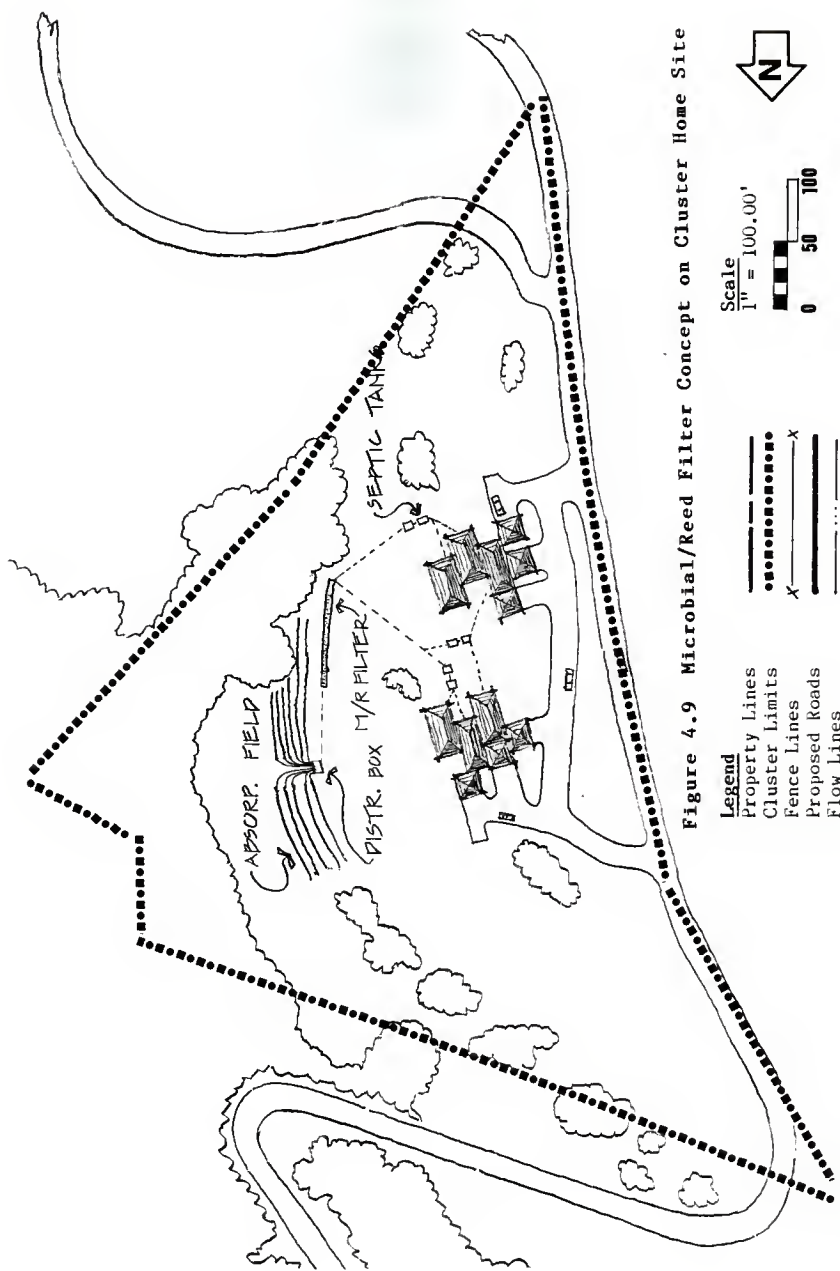 ABSORP. FIELD
DISTR. BOX
M/R FILTER
SEPTIC TANK
Figure 4.9 Microbial/Reed Filter Concept on Cluster Home Site
Legend
Property Lines
Cluster Limits
Fence Lines
x
x
Proposed Roads
Flow Lines
Scale
1" = 100.00'
0 50 100
N